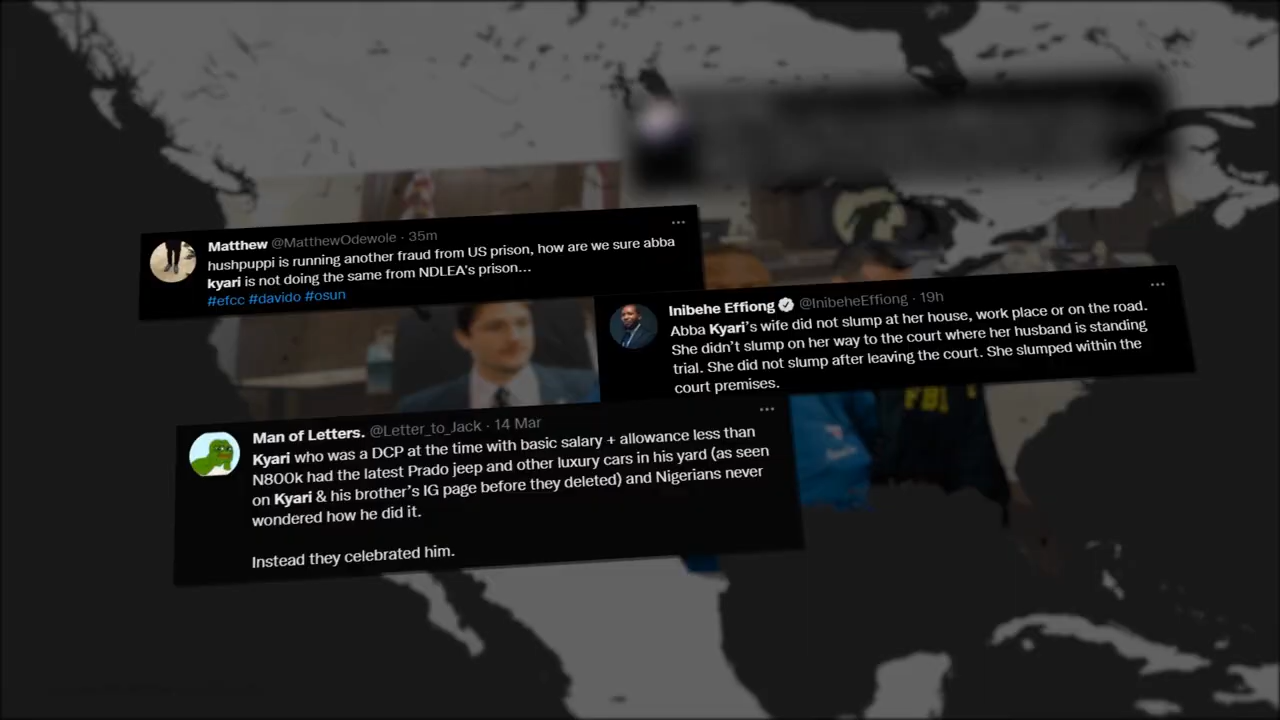 Matthew @MatthewOdewole · 35m
hushpuppi is running another fraud from US prison, how are we sure abba
kyari is not doing the same from NDLEA's prison...
#efcc #davido #osun
Inibehe Effiong @InibeheEffiong · 19h
Abba Kyari's wife did not slump at her house, work place or on the road.
She didn't slump on her way to the court where her husband is standing
trial. She did not slump after leaving the court. She slumped within the
court premises.
FBI
Man of Letters. @Letter_to_Jack · 14 Mar
Kyari who was a DCP at the time with basic salary + allowance less than
N800k had the latest Prado jeep and other luxury cars in his yard (as seen
on Kyari & his brother's IG page before they deleted) and Nigerians never
wondered how he did it.
Instead they celebrated him.